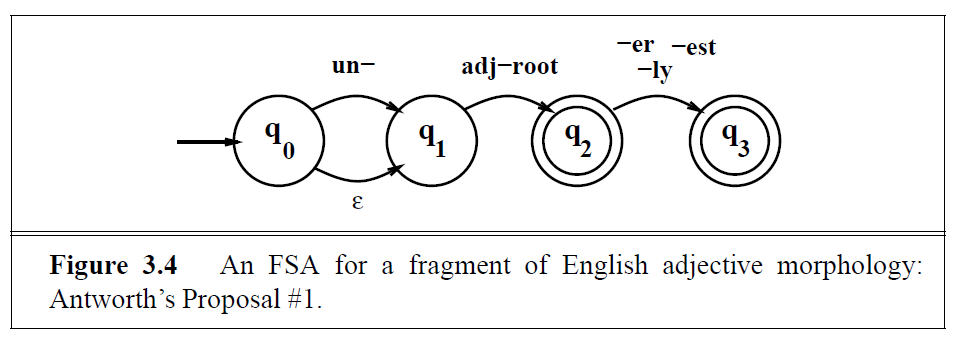 −er −est
un− adj−root −ly
q0 q1 q2 q3
ε
Figure 3.4 An FSA for a fragment of English adjective morphology:
Antworth’s Proposal #1.